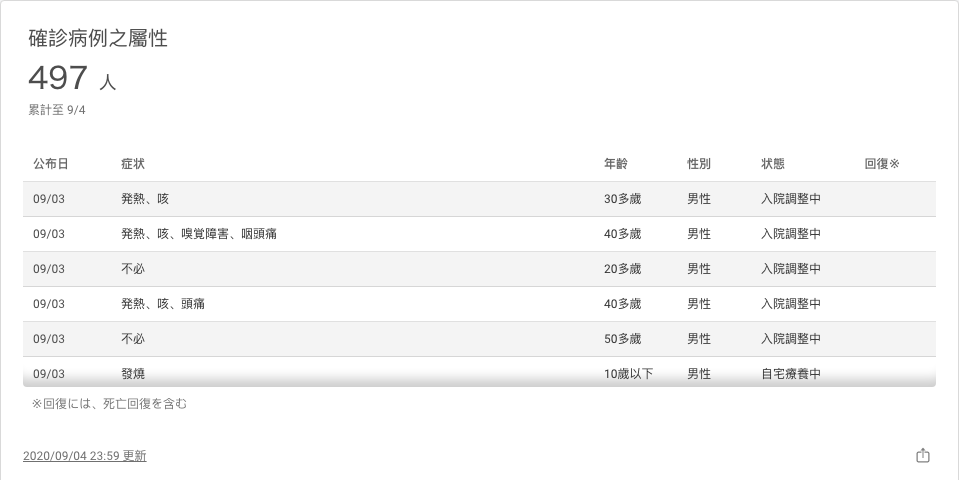 確診病例之屬性
497 人
累計至 9/4
公布日 症状 年齡 性別 状態 回復※
09/03 発熱、咳 30多歲 男性 入院調整中
09/03 発熱、咳、嗅覚障害、咽頭痛 40多歲 男性 入院調整中
09/03 不必 20多歲 男性 入院調整中
09/03 発熱、咳、頭痛 40多歲 男性 入院調整中
09/03 不必 50多歲 男性 入院調整中
09/03 發燒 10歲以下 男性 自宅療養中
※回復には、死亡回復を含む
2020/09/04 23:59 更新